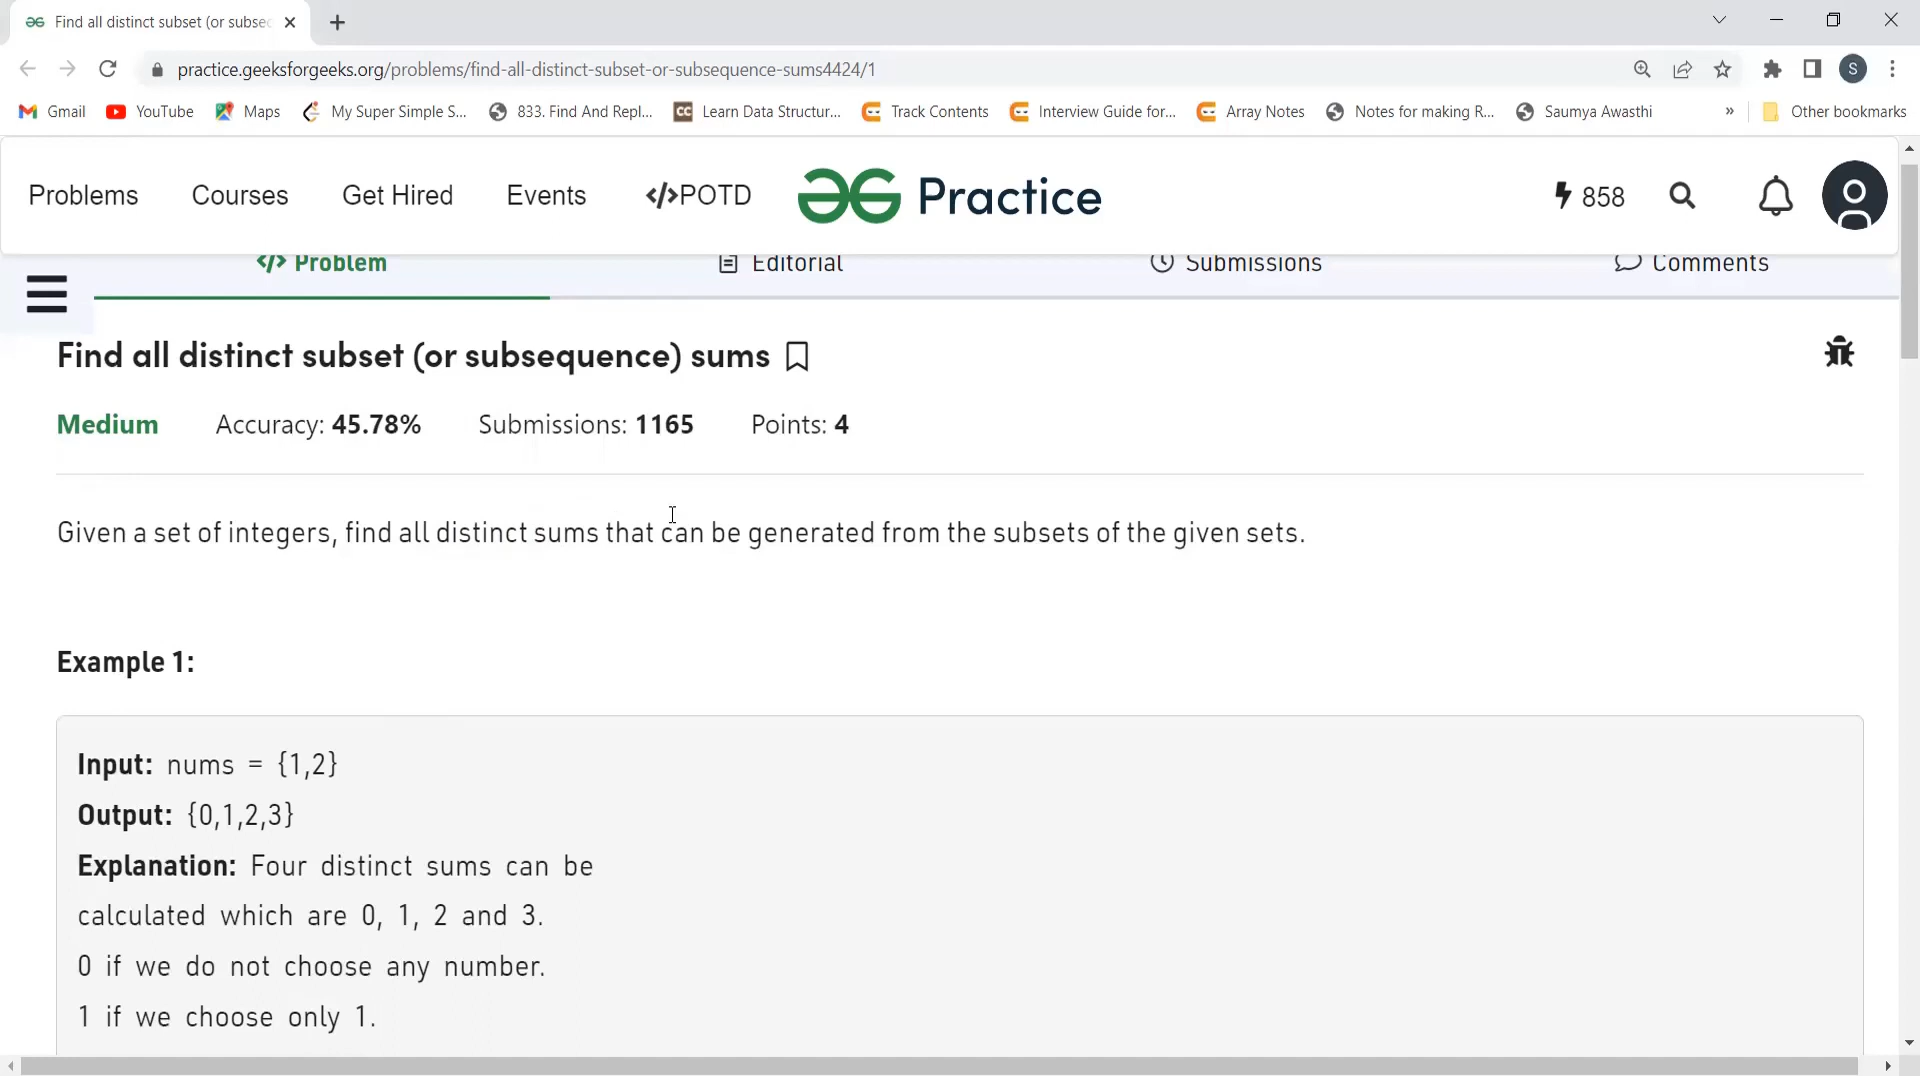 Find all distinct subset (or subse
practice.geeksforgeeks.org/problems/find-all-distinct-subset-or-subsequence-sums4424/1
S
Gmail YouTube Maps My Super Simple S... 833. Find And Repl... CC Learn Data Structur... Track Contents Interview Guide for... Array Notes Notes for making R... Saumya Awasthi » Other bookmarks
Problems Courses Get Hired Events </>POTD Practice 858
</> Problem Editorial Submissions Comments
Find all distinct subset (or subsequence) sums
Medium Accuracy: 45.78% Submissions: 1165 Points: 4
Given a set of integers, find all distinct sums that can be generated from the subsets of the given sets.
Example 1:
Input: nums = {1,2}
Output: {0,1,2,3}
Explanation: Four distinct sums can be
calculated which are 0, 1, 2 and 3.
0 if we do not choose any number.
1 if we choose only 1.